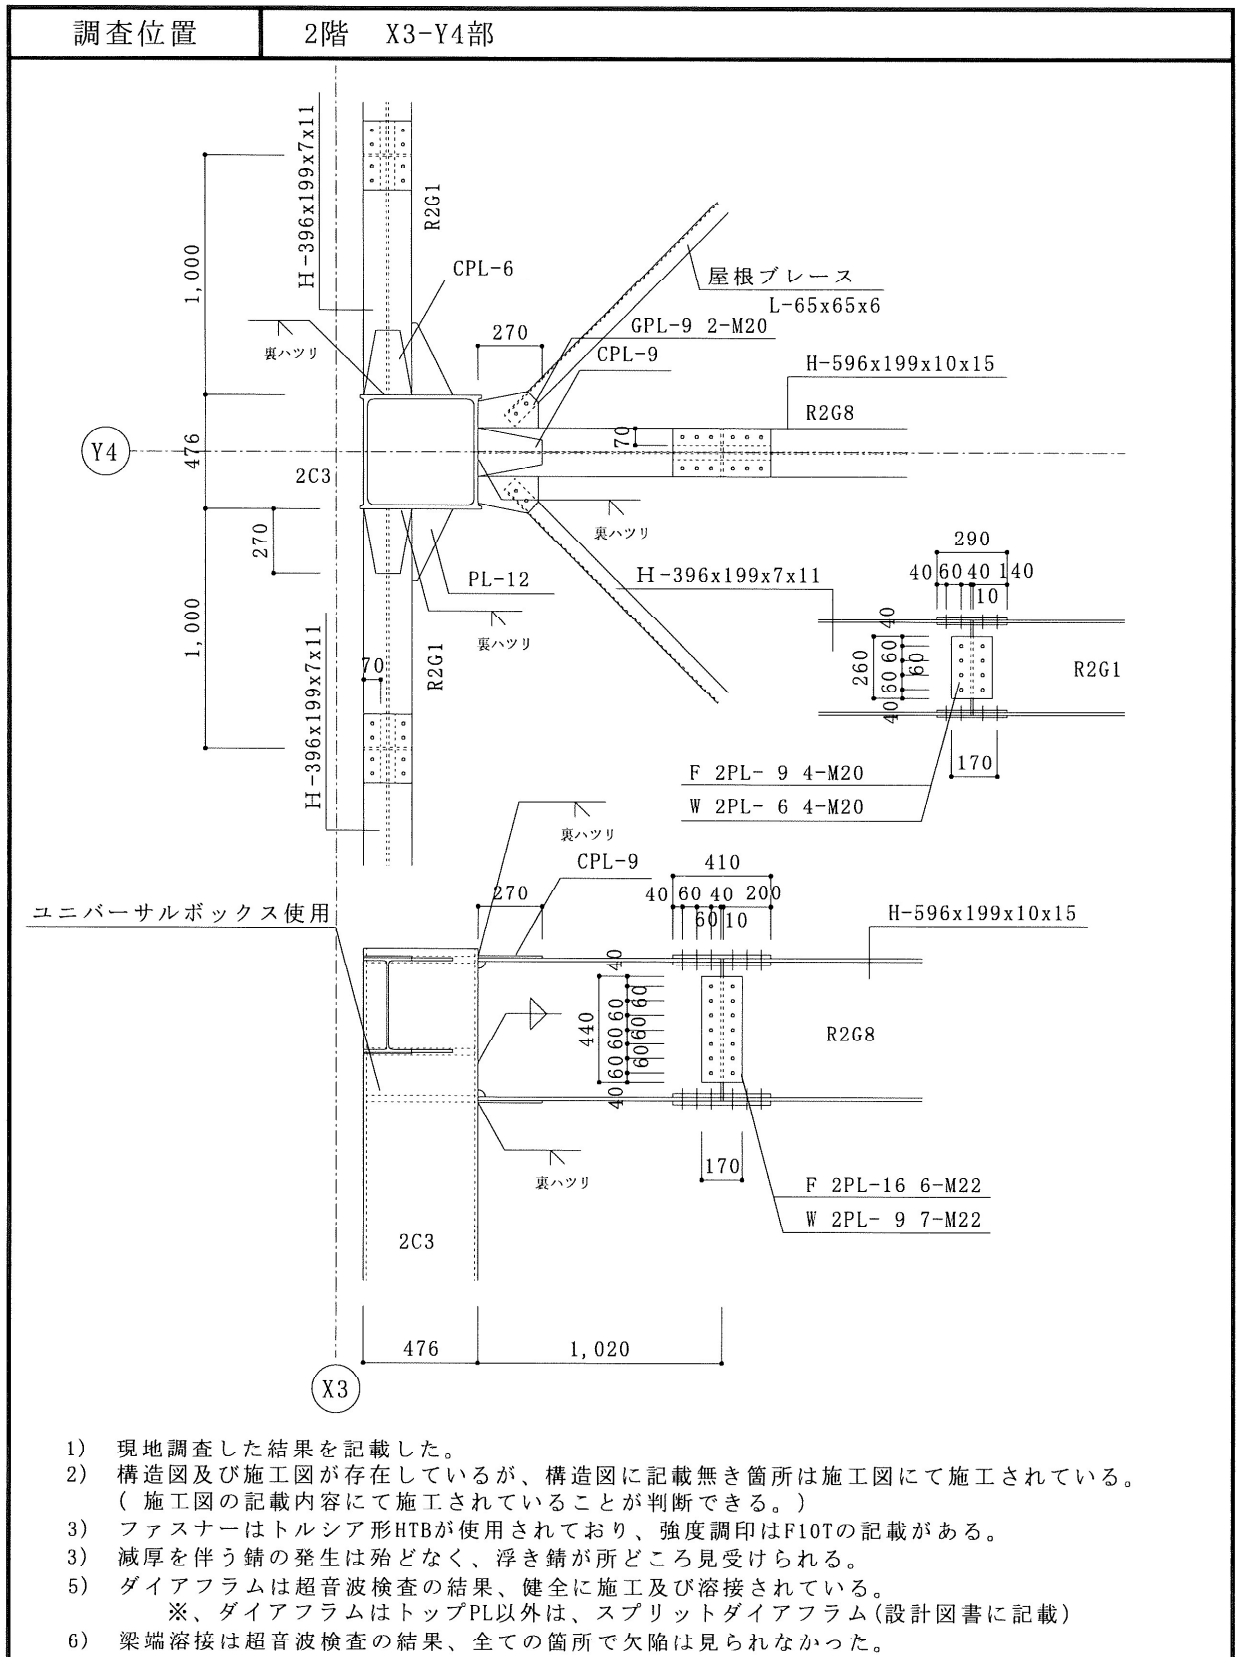 調査位置
2階 X3-Y4部
H-396x199x7x11
R2G1
1,000
CPL-6
屋根ブレース
L-65x65x6
裏ハツリ
270
GPL-9 2-M20
CPL-9
H-596x199x10x15
R2G8
Y4
476
70
2C3
裏ハツリ
270
290
PL-12
H-396x199x7x11
40 60 40 140
10
裏ハツリ
1,000
40
260
60
60
60
40
R2G1
70
R2G1
H-396x199x7x11
170
F 2PL- 9 4-M20
W 2PL- 6 4-M20
裏ハツリ
CPL-9
410
270
40 60 40 200
60 10
ユニバーサルボックス使用
H-596x199x10x15
40
440
60
60
60
60
60
60
40
R2G8
170
裏ハツリ
F 2PL-16 6-M22
W 2PL- 9 7-M22
2C3
476
1,020
X3
1) 現地調査した結果を記載した。
2) 構造図及び施工図が存在しているが、構造図に記載無き箇所は施工図にて施工されている。
( 施工図の記載内容にて施工されていることが判断できる。)
3) ファスナーはトルシア形HTBが使用されており、強度調印はF10Tの記載がある。
3) 減厚を伴う錆の発生は殆どなく、浮き錆が所どころ見受けられる。
5) ダイアフラムは超音波検査の結果、健全に施工及び溶接されている。
※、ダイアフラムはトップPL以外は、スプリットダイアフラム(設計図書に記載)
6) 梁端溶接は超音波検査の結果、全ての箇所で欠陥は見られなかった。